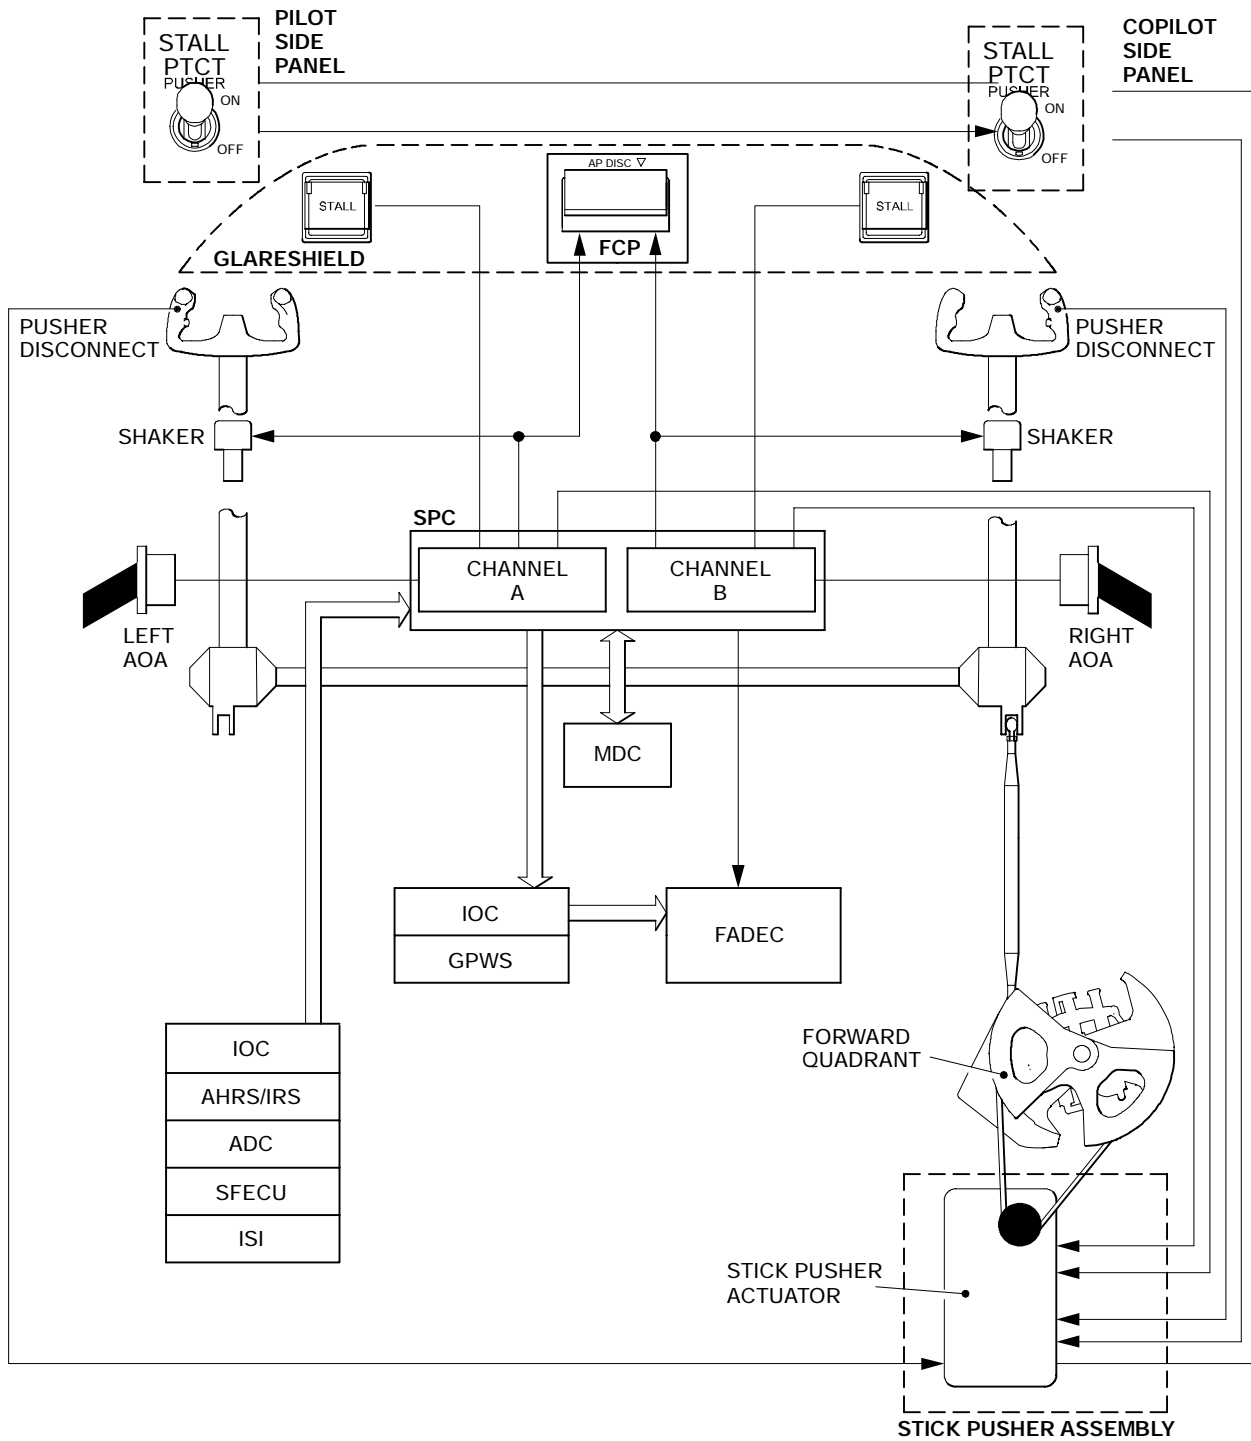 PILOT
SIDE
PANEL
STALL
PTCT
PUSHER
ON
OFF
COPILOT
SIDE
PANEL
STALL
PTCT
PUSHER
ON
OFF
AP DISC ▽
STALL
FCP
STALL
GLARESHIELD
PUSHER
DISCONNECT
PUSHER
DISCONNECT
SHAKER
SHAKER
SPC
CHANNEL
A
CHANNEL
B
LEFT
AOA
RIGHT
AOA
MDC
IOC
GPWS
FADEC
IOC
AHRS/IRS
ADC
SFECU
ISI
FORWARD
QUADRANT
STICK PUSHER
ACTUATOR
STICK PUSHER ASSEMBLY